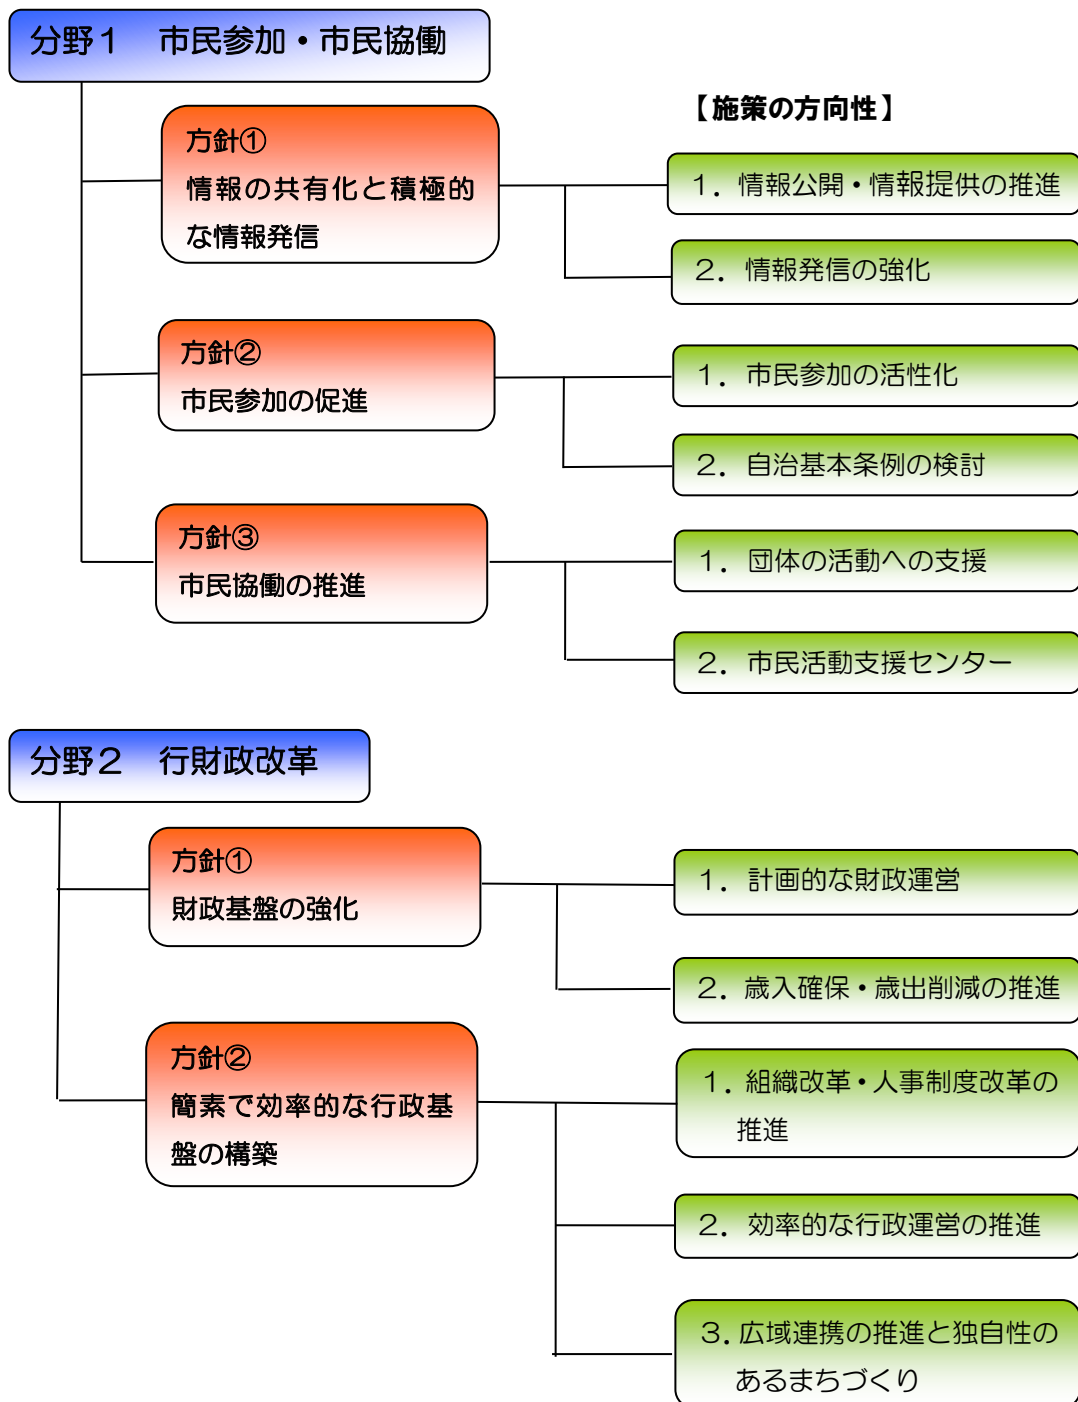 分野１　市民参加・市民協働
【施策の方向性】
方針①
情報の共有化と積極的
な情報発信
１．情報公開・情報提供の推進
２．情報発信の強化
方針②
市民参加の促進
１．市民参加の活性化
２．自治基本条例の検討
方針③
市民協働の推進
１．団体の活動への支援
２．市民活動支援センター
分野２　行財政改革
方針①
財政基盤の強化
１．計画的な財政運営
２．歳入確保・歳出削減の推進
方針②
簡素で効率的な行政基
盤の構築
１．組織改革・人事制度改革の
推進
２．効率的な行政運営の推進
３．広域連携の推進と独自性の
あるまちづくり